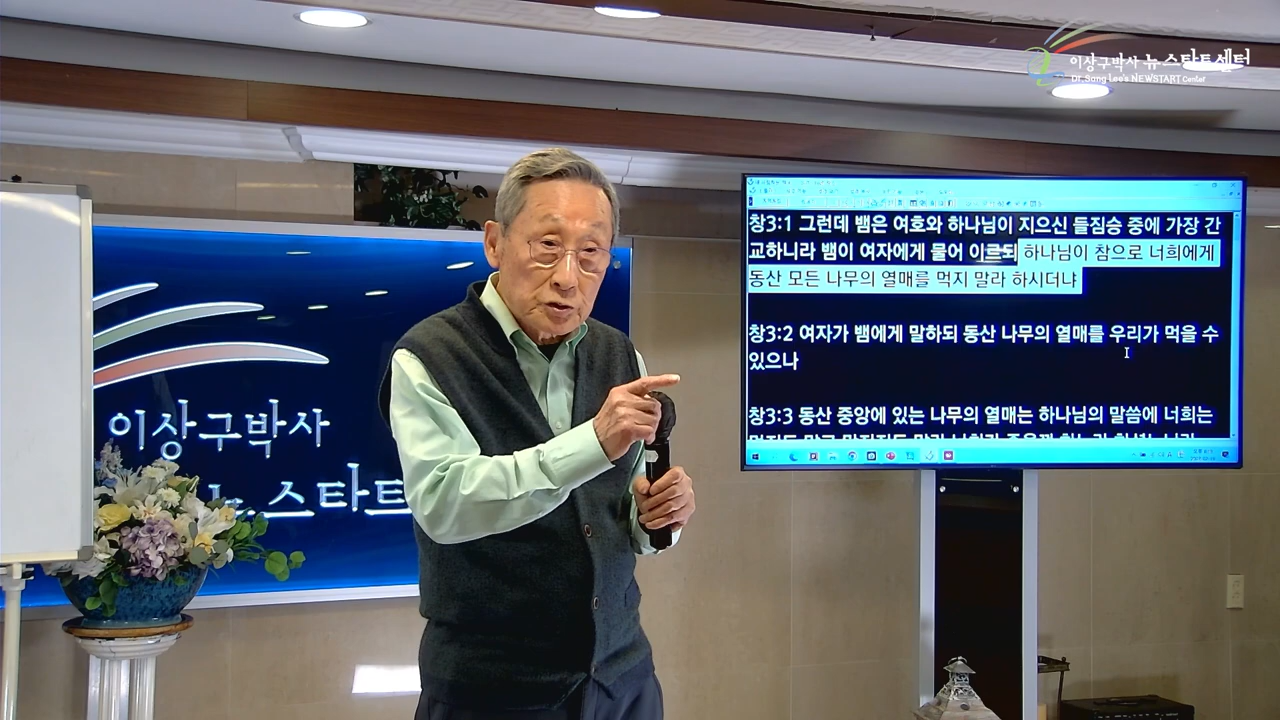 이상구박사 뉴스타트센터
Dr. Sang Lee's NEWSTART Center
창3:1 그런데 뱀은 여호와 하나님이 지으신 들짐승 중에 가장 간
교하니라 뱀이 여자에게 물어 이르되 하나님이 참으로 너희에게
동산 모든 나무의 열매를 먹지 말라 하시더냐
창3:2 여자가 뱀에게 말하되 동산 나무의 열매를 우리가 먹을 수
있으나
창3:3 동산 중앙에 있는 나무의 열매는 하나님의 말씀에 너희는
이상구박사
뉴스타트